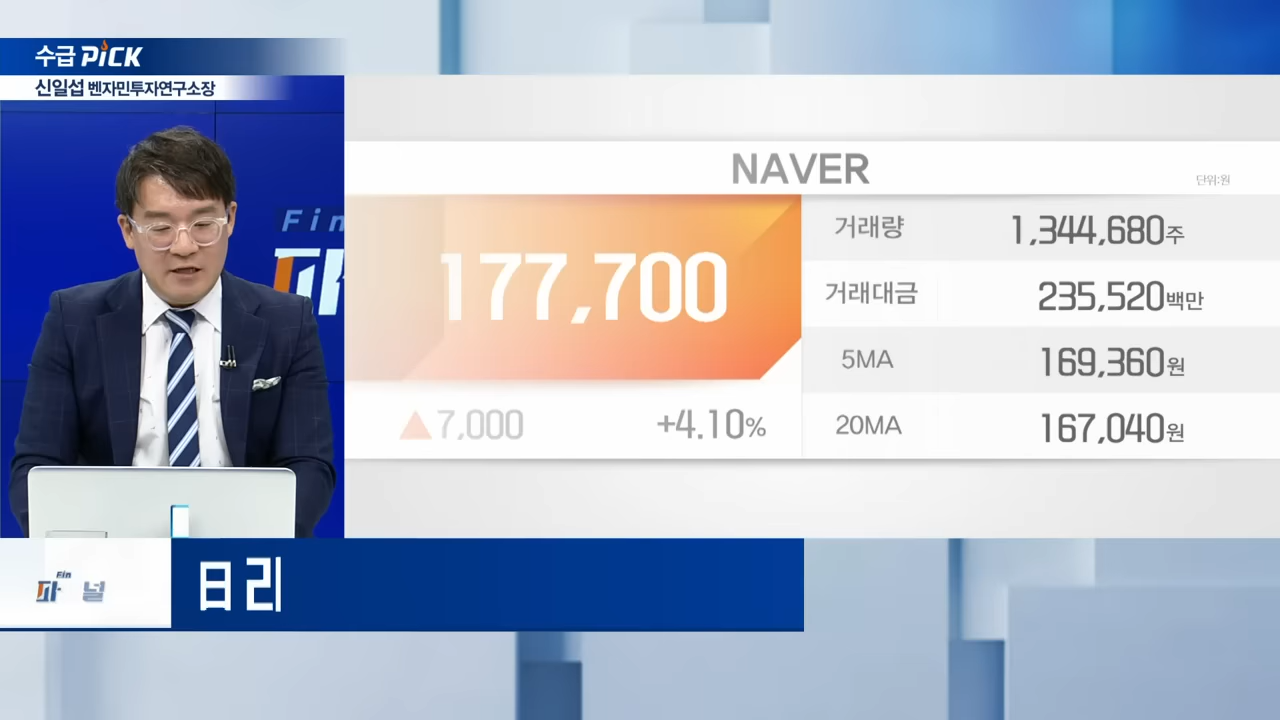 수급 PiCK
신일섭 벤자민투자연구소장
Fin
NAVER
단위:원
177,700
▲7,000
+4.10%
거래량 1,344,680주
거래대금 235,520백만
5MA 169,360원
20MA 167,040원
Fin
파 널
日 리